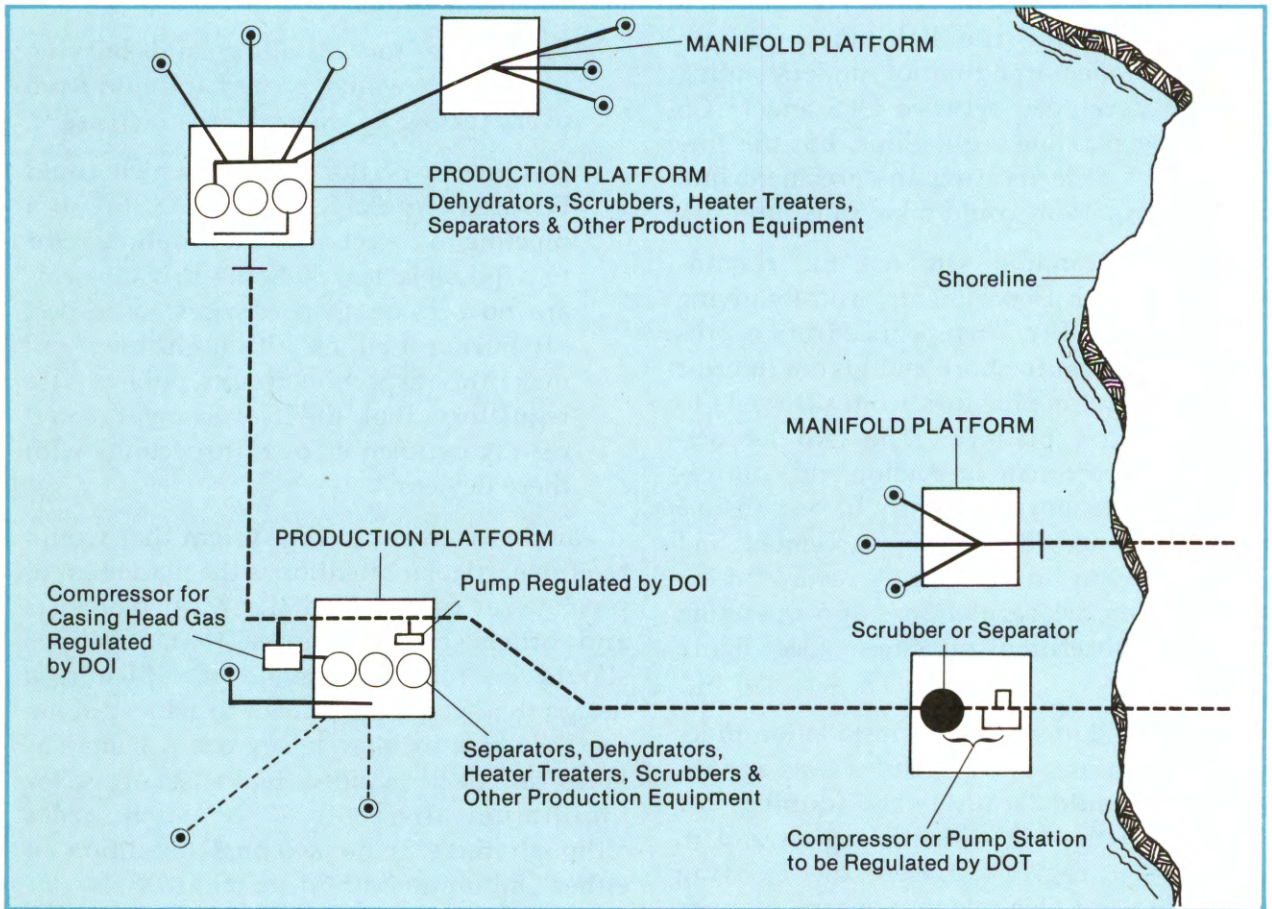 MANIFOLD PLATFORM
PRODUCTION PLATFORM
Dehydrators, Scrubbers, Heater Treaters,
Separators & Other Production Equipment
Shoreline
MANIFOLD PLATFORM
PRODUCTION PLATFORM
Pump Regulated by DOI
Compressor for
Casing Head Gas
Regulated
by DOI
Scrubber or Separator
Separators, Dehydrators,
Heater Treaters, Scrubbers &
Other Production Equipment
Compressor or Pump Station
to be Regulated by DOT